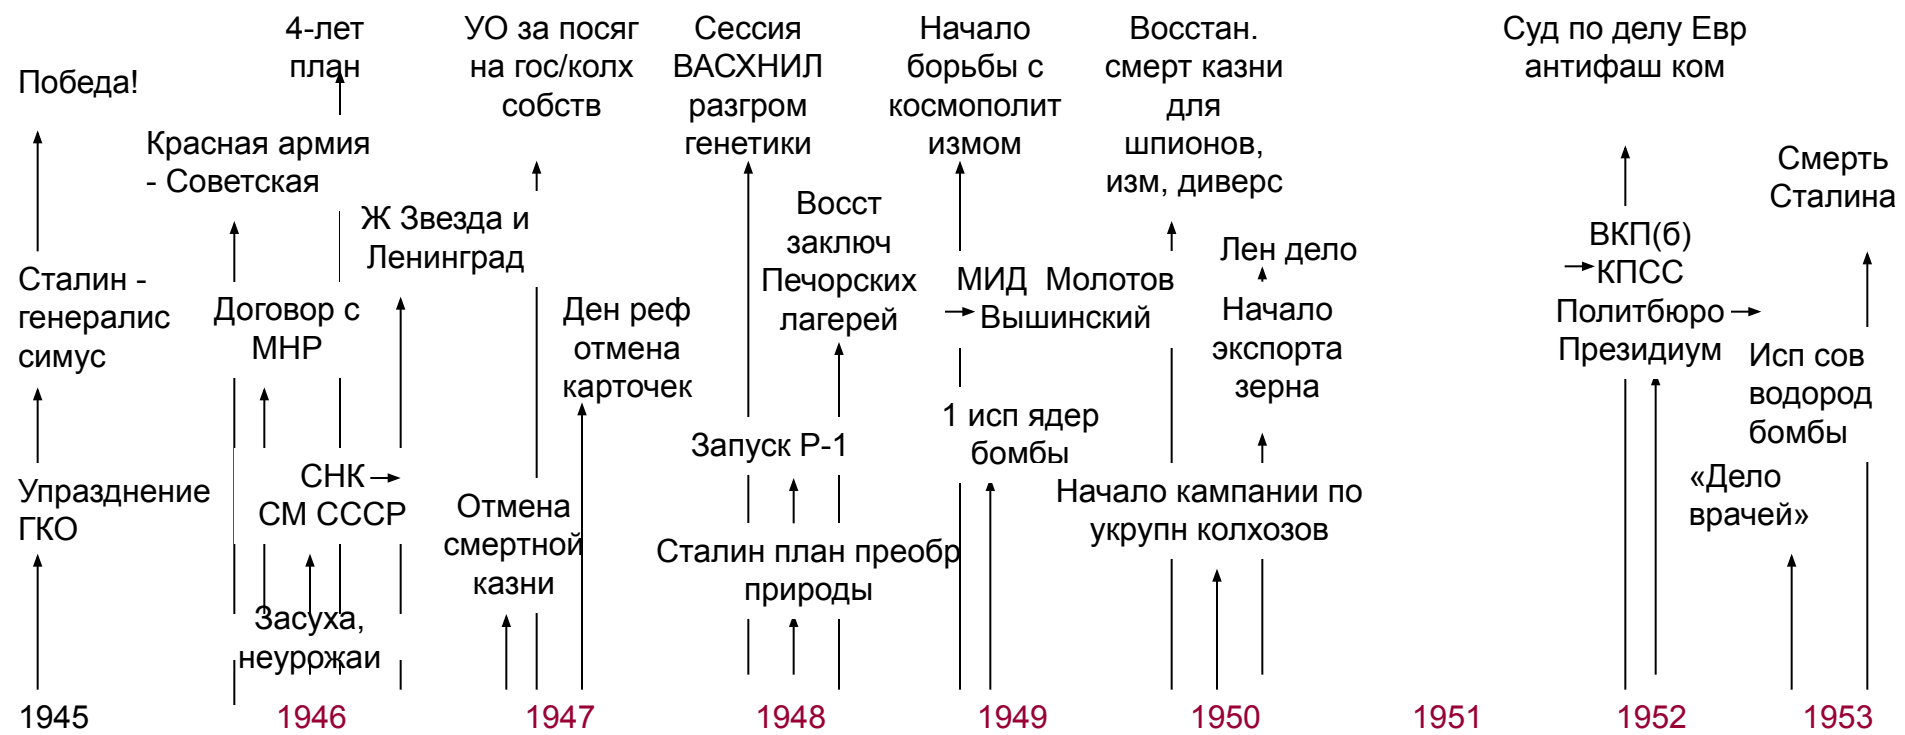 Победа!
Сталин -
генералис
симус
Упразднение
ГКО
4-лет
план
Красная армия
- Советская
Договор с
МНР
СНК
СМ СССР
Засуха,
неурожаи
Ж Звезда и
Ленинград
УО за посяг
на гос/колх
собств
Ден реф
отмена
карточек
Отмена
смертной
казни
Сессия
ВАСХНИЛ
разгром
генетики
Восст
заключ
Печорских
лагерей
Запуск Р-1
Сталин план преобр
природы
Начало
борьбы с
космополит
измом
МИД Молотов
Вышинский
1 исп ядер
бомбы
Восстан.
смерт казни
для
шпионов,
изм, диверс
Лен дело
Начало
экспорта
зерна
Начало кампании по
укрупн колхозов
Суд по делу Евр
антифаш ком
ВКП(б)
КПСС
Политбюро
Президиум
Смерть
Сталина
Исп сов
водород
бомбы
«Дело
врачей»
1945
1946
1947
1948
1949
1950
1951
1952
1953